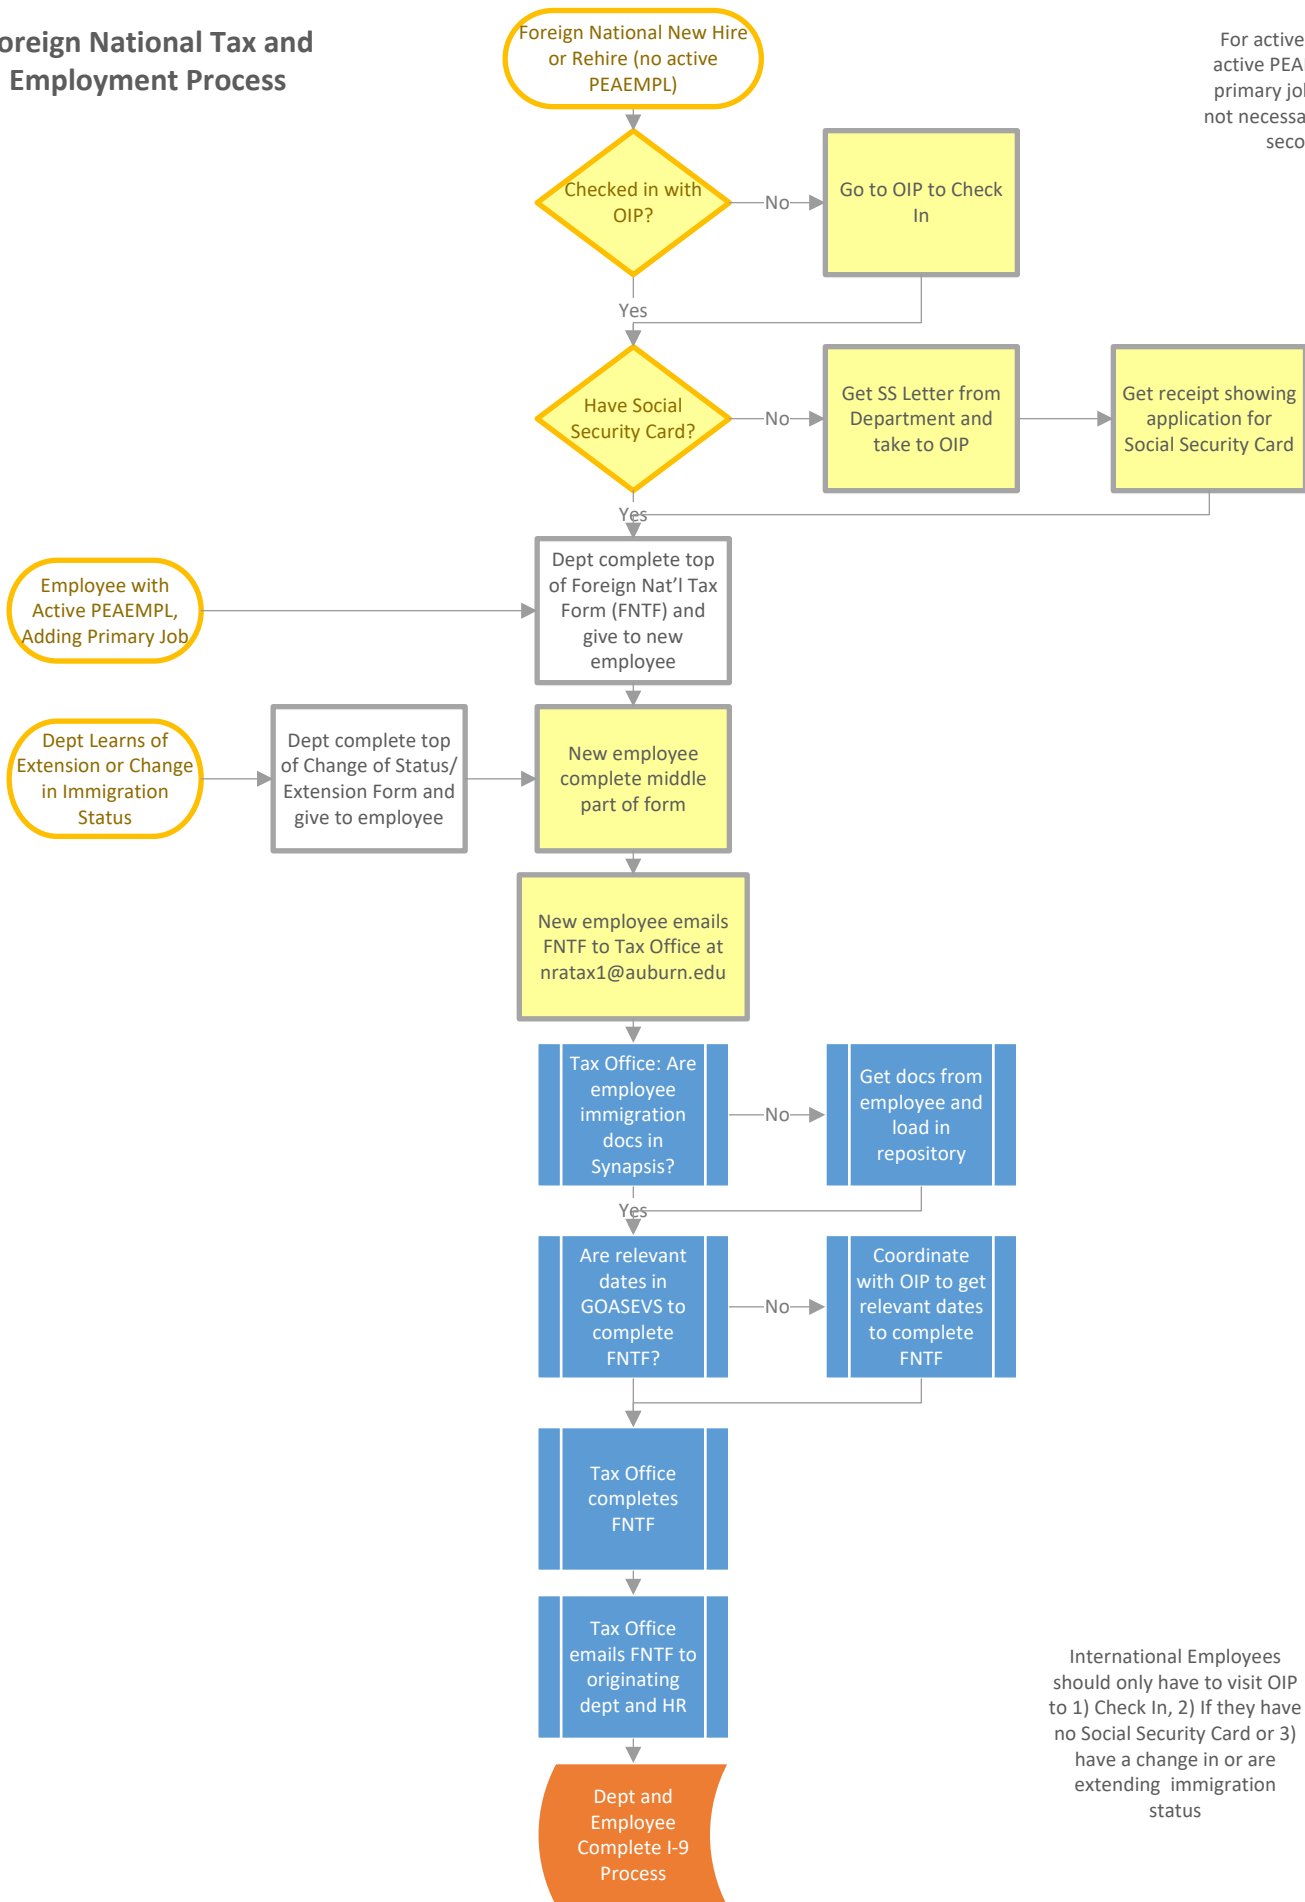 oreign National Tax and
Employment Process
Foreign National New Hire
or Rehire (no active
PEAEMPL)
For active
active
primary
not
Checked in with
OIP?
No
Go to OIP to Check
In
Yes
Have Social
Security Card?
No
Get SS Letter from
Department and
take to OIP
Get receipt showing
application for
Social Security Card
Yes
Employee with
Active PEAEMPL,
Adding Primary Job
Dept complete top
of Foreign Nat’l Tax
Form (FNTF) and
give to new
employee
Dept Learns of
Extension or Change
in Immigration
Status
Dept complete top
of Change of Status/
Extension Form and
give to employee
New employee
complete middle
part of form
New employee emails
FNTF to Tax Office at
nratax1@auburn.edu
Tax Office: Are
employee
immigration
docs in
Synapsis?
No
Get docs from
employee and
load in
repository
Yes
Are relevant
dates in
GOASEVS to
complete
FNTF?
No
Coordinate
with OIP to get
relevant dates
to complete
FNTF
Tax Office
completes
FNTF
Tax Office
emails FNTF to
originating
dept and HR
International Employees
should only have to visit OIP
to 1) Check In, 2) If they have
no Social Security Card or 3)
have a change in or are
extending immigration
status
Dept and
Employee
Complete I-9
Process